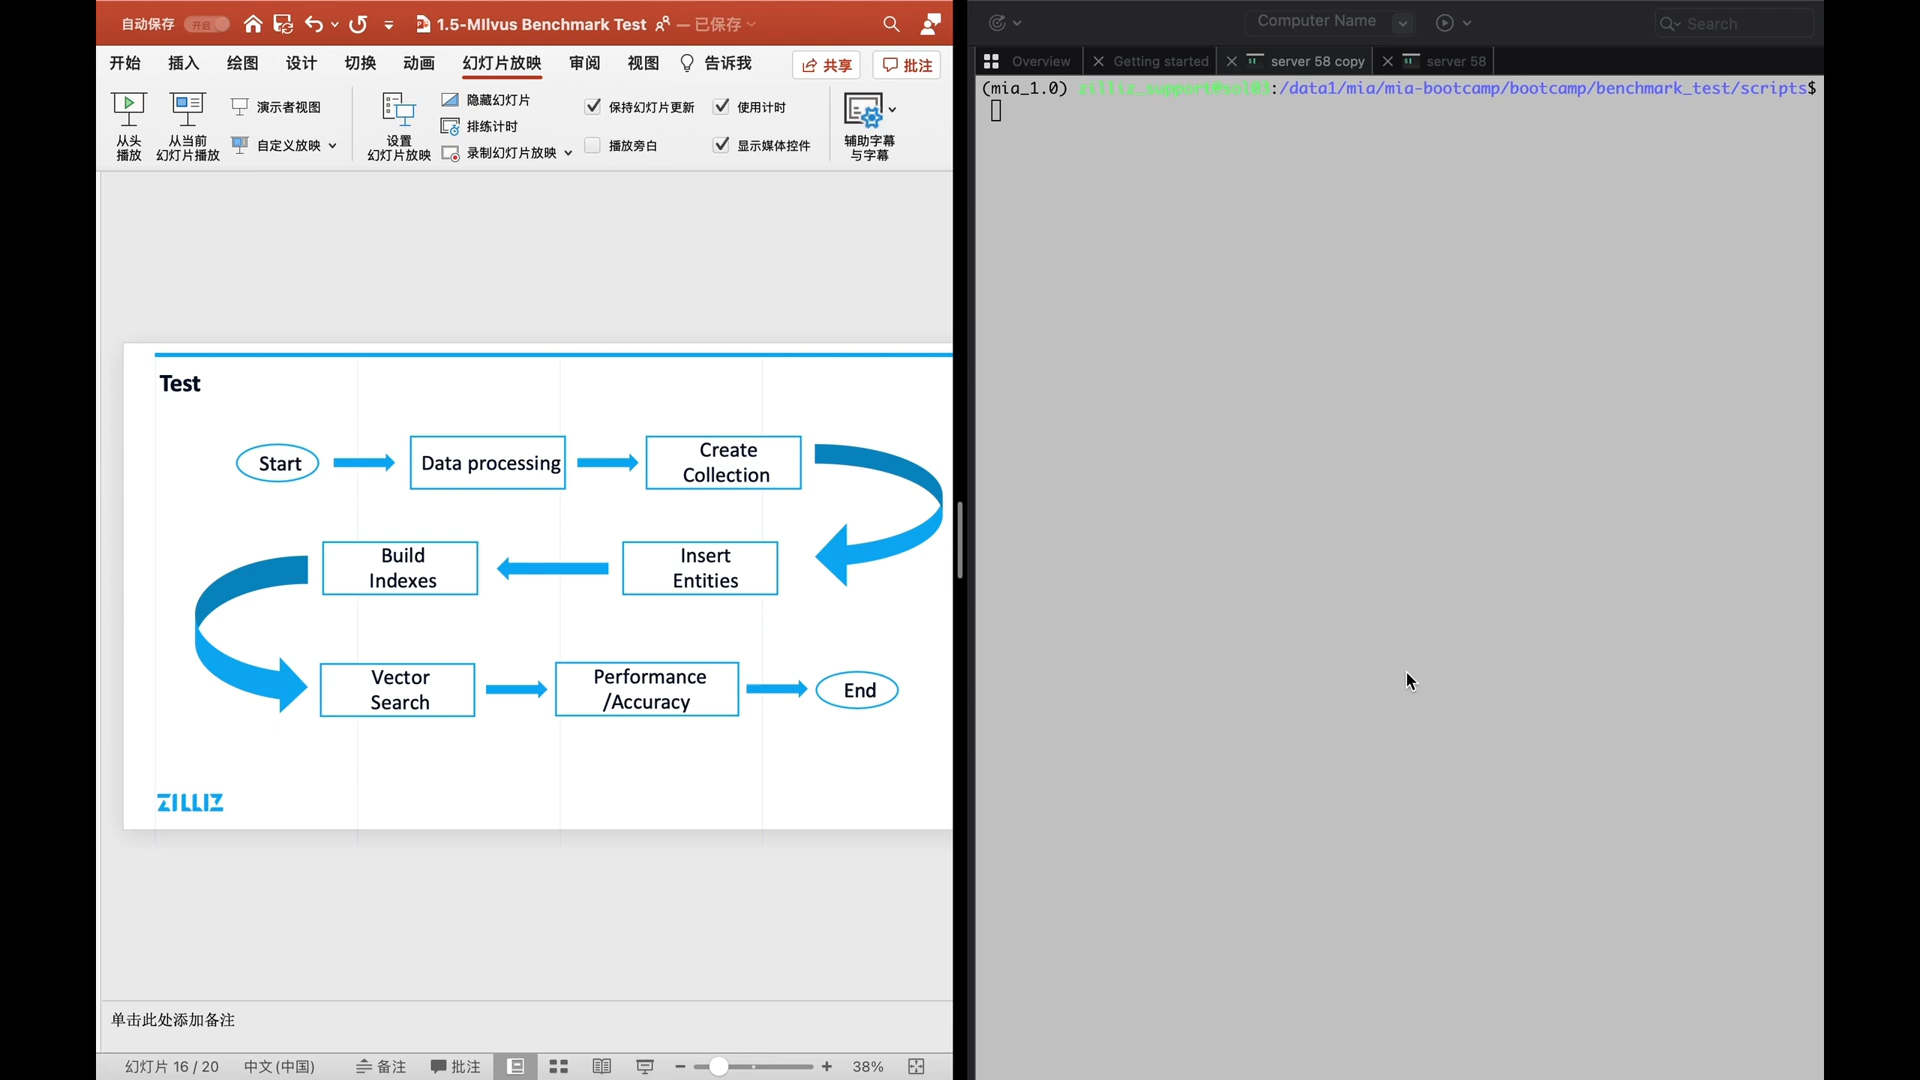 自动保存 开启 1.5-MIlvus Benchmark Test — 已保存
开始 插入 绘图 设计 切换 动画 幻灯片放映 审阅 视图 告诉我 共享 批注
从头
播放
从当前
幻灯片播放
演示者视图
自定义放映
设置
幻灯片放映
隐藏幻灯片
排练计时
录制幻灯片放映
保持幻灯片更新
播放旁白
使用计时
显示媒体控件
辅助字幕
与字幕
Test
Start
Data processing
Create
Collection
Build
Indexes
Insert
Entities
Vector
Search
Performance
/Accuracy
End
ZILLIZ
单击此处添加备注
幻灯片 16 / 20 中文(中国) 备注 批注 38%
Computer Name
Search
Overview Getting started server 58 copy server 58
(mia_1.0) zilliz_support@ssl03:/data1/mia/mia-bootcamp/bootcamp/benchmark_test/scripts$